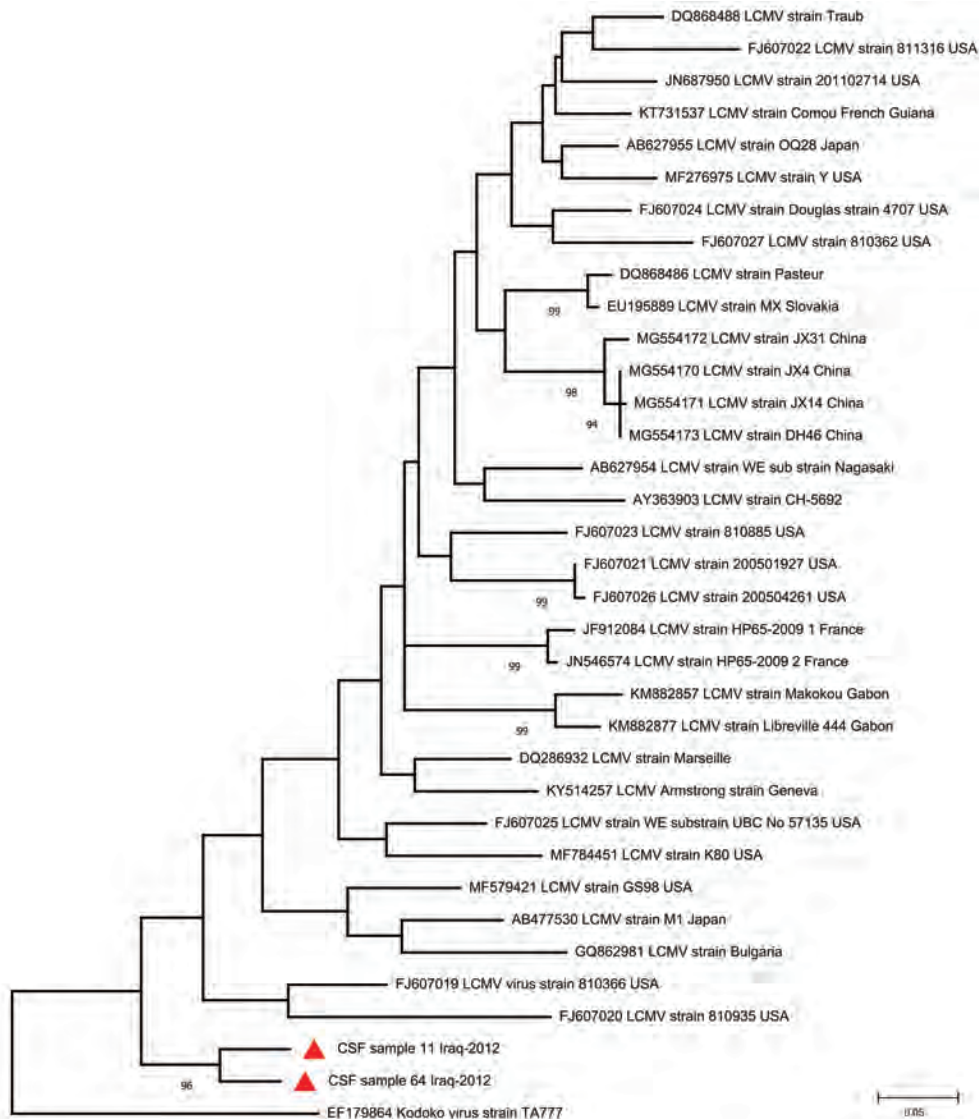 DQ868488 LCMV strain Traub
FJ607022 LCMV strain 811316 USA
JN687950 LCMV strain 201102714 USA
KT731537 LCMV strain Comou French Guiana
AB627955 LCMV strain OQ28 Japan
MF276975 LCMV strain Y USA
FJ607024 LCMV strain Douglas strain 4707 USA
FJ607027 LCMV strain 810362 USA
DQ868486 LCMV strain Pasteur
99
EU195889 LCMV strain MX Slovakia
MG554172 LCMV strain JX31 China
MG554170 LCMV strain JX4 China
98
MG554171 LCMV strain JX14 China
94
MG554173 LCMV strain DH46 China
AB627954 LCMV strain WE sub strain Nagasaki
AY363903 LCMV strain CH-5692
FJ607023 LCMV strain 810885 USA
FJ607021 LCMV strain 200501927 USA
99
FJ607026 LCMV strain 200504261 USA
JF912084 LCMV strain HP65-2009 1 France
99
JN546574 LCMV strain HP65-2009 2 France
KM882857 LCMV strain Makokou Gabon
99
KM882877 LCMV strain Libreville 444 Gabon
DQ286932 LCMV strain Marseille
KY514257 LCMV Armstrong strain Geneva
FJ607025 LCMV strain WE substrain UBC No 57135 USA
MF784451 LCMV strain K80 USA
MF579421 LCMV strain GS98 USA
AB477530 LCMV strain M1 Japan
GQ862981 LCMV strain Bulgaria
FJ607019 LCMV virus strain 810366 USA
FJ607020 LCMV strain 810935 USA
CSF sample 11 Iraq-2012
96
CSF sample 64 Iraq-2012
EF179864 Kodoko virus strain TA777